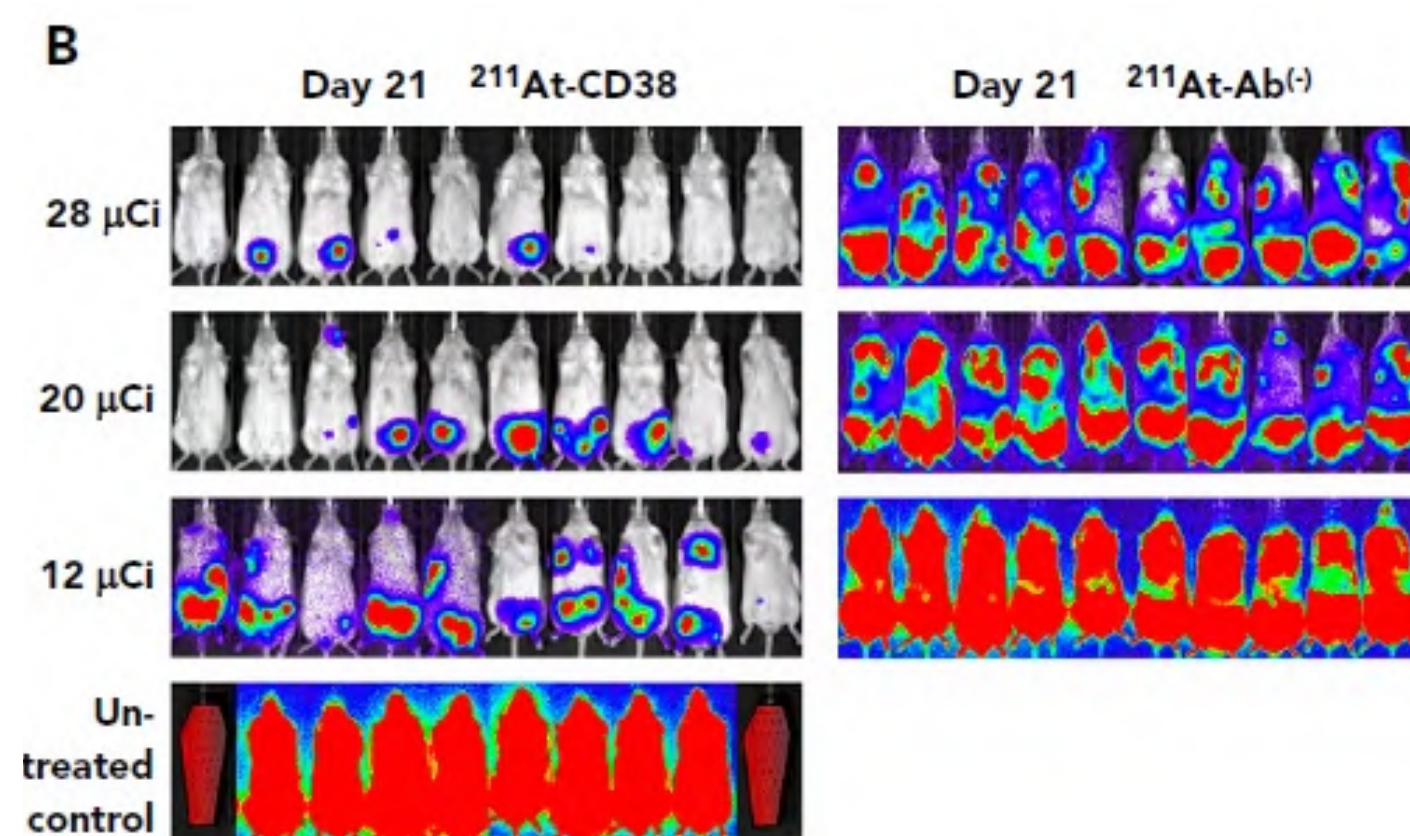 B
Day 21 ²¹¹At-CD38
Day 21 ²¹¹At-Ab⁽⁻⁾
28 μCi
20 μCi
12 μCi
Un-
treated
control